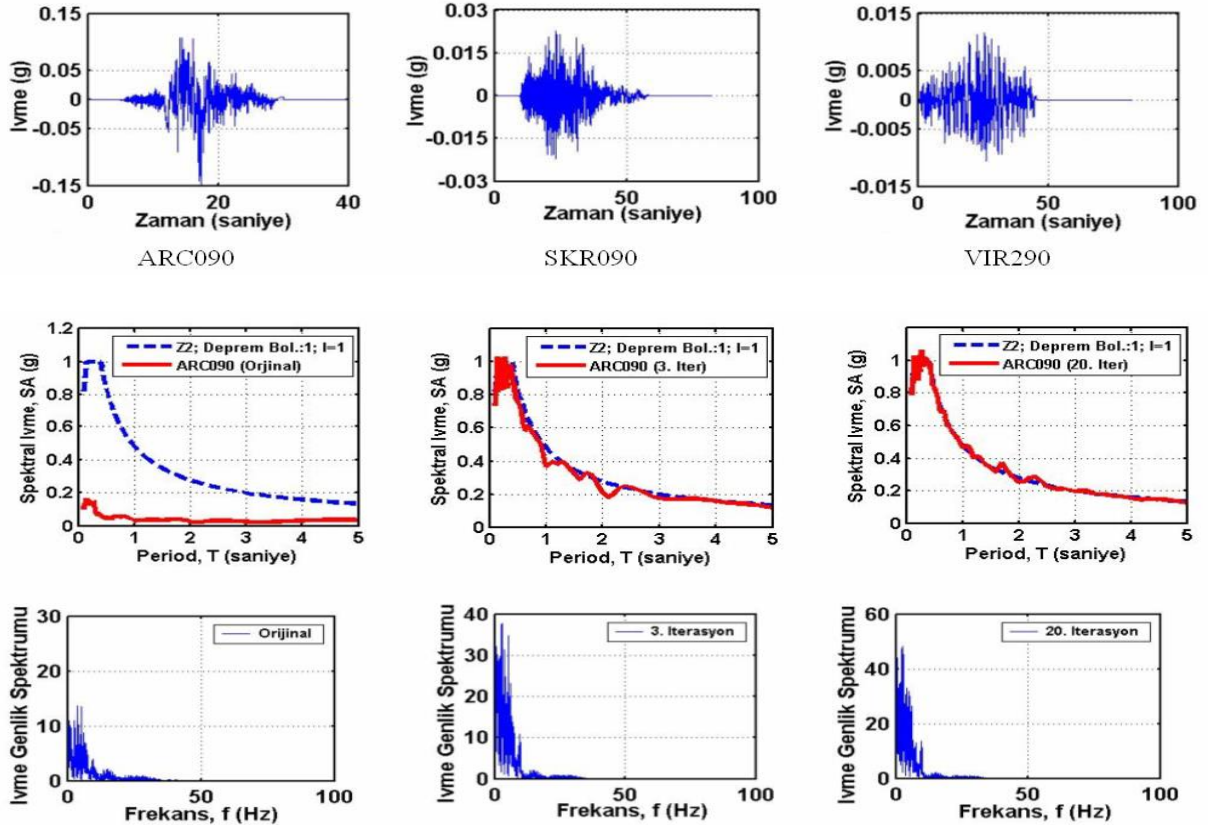 0.15
0.05
0
-0.05
-0.15
Ivme (g)
0
20
40
Zaman (saniye)
ARC090
0.03
0.015
0
-0.015
-0.03
Ivme (g)
0
50
100
Zaman (saniye)
SKR090
0.015
0.005
0
-0.005
-0.015
Ivme (g)
0
50
100
Zaman (saniye)
VIR290
1.2
1
0.8
0.6
0.4
0.2
0
Spektral Ivme, SA (g)
Z2; Deprem Bol.:1; I=1
ARC090 (Orjinal)
0
1
2
3
4
5
Period, T (saniye)
1
0.8
0.6
0.4
0.2
0
Spektral Ivme, SA (g)
Z2; Deprem Bol.:1; I=1
ARC090 (3. Iter)
0
1
2
3
4
5
Period, T (saniye)
1
0.8
0.6
0.4
0.2
0
Spektral Ivme, SA (g)
Z2; Deprem Bol.:1; I=1
ARC090 (20. Iter)
0
1
2
3
4
5
Period, T (saniye)
30
20
10
0
Ivme Genlik Spektrumu
Orijinal
0
50
100
Frekans, f (Hz)
40
30
20
10
0
Ivme Genlik Spektrumu
3. Iterasyon
0
50
100
Frekans, f (Hz)
60
40
20
0
Ivme Genlik Spektrumu
20. Iterasyon
0
50
100
Frekans, f (Hz)